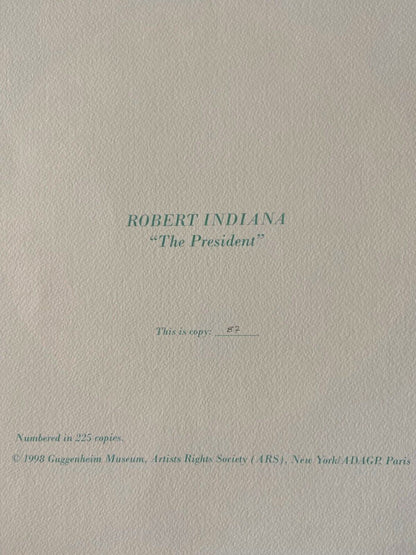 ROBERT INDIANA
“The President”
This is copy: 87
Numbered in 225 copies.
© 1998 Guggenheim Museum, Artists Rights Society (ARS), New York/ADAGP, Paris